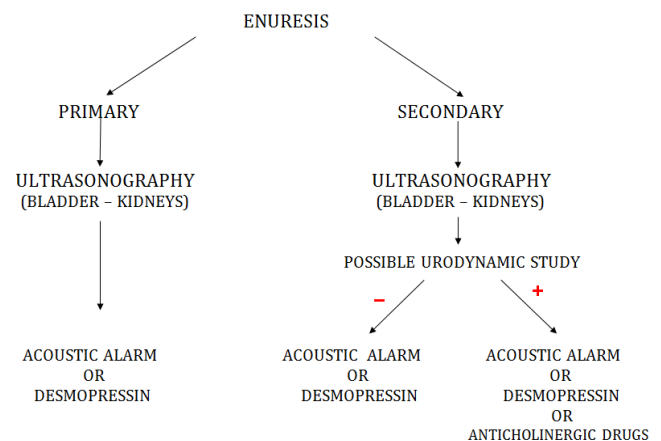 ENURESIS
PRIMARY
SECONDARY
ULTRASONOGRAPHY
(BLADDER – KIDNEYS)
ULTRASONOGRAPHY
(BLADDER – KIDNEYS)
POSSIBLE URODYNAMIC STUDY
–
+
ACOUSTIC ALARM
OR
DESMOPRESSIN
ACOUSTIC ALARM
OR
DESMOPRESSIN
ACOUSTIC ALARM
OR
DESMOPRESSIN
OR
ANTICHOLINERGIC DRUGS